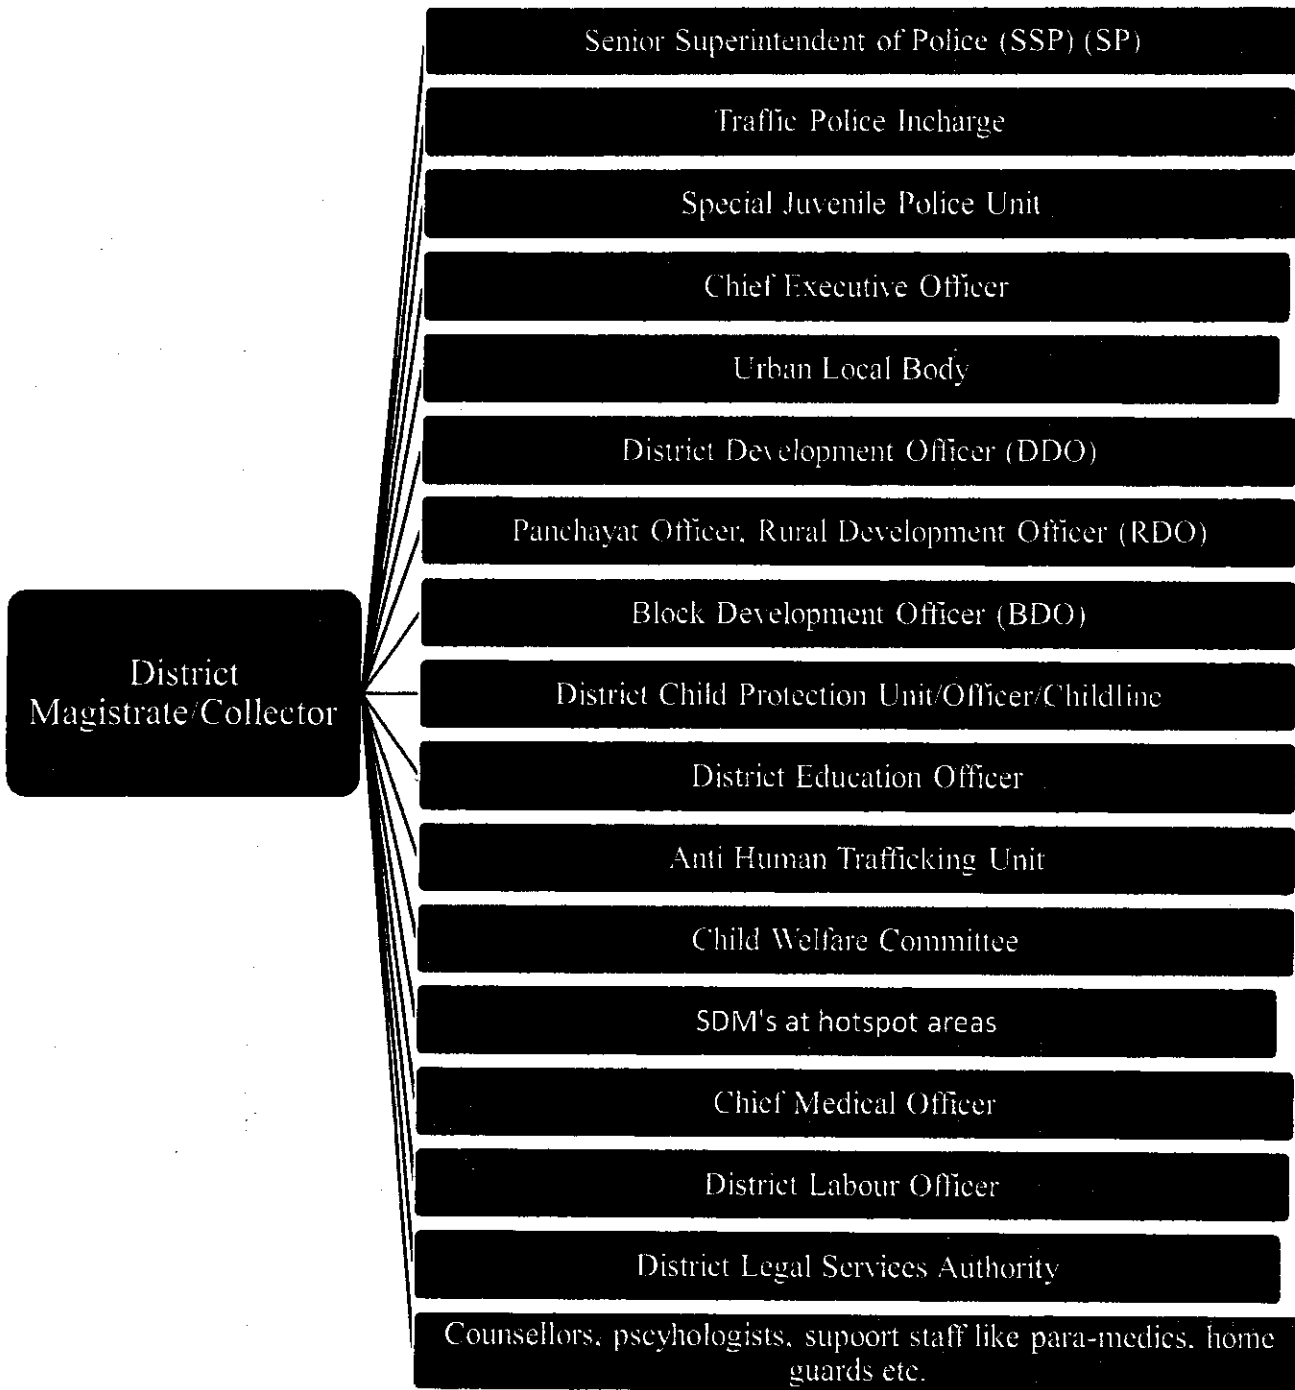 Senior Superintendent of Police (SSP) (SP)
Traffic Police Incharge
Special Juvenile Police Unit
Chief Executive Officer
Urban Local Body
District Development Officer (DDO)
Panchayat Officer, Rural Development Officer (RDO)
Block Development Officer (BDO)
District
Magistrate/Collector
District Child Protection Unit/Officer/Childline
District Education Officer
Anti Human Trafficking Unit
Child Welfare Committee
SDM's at hotspot areas
Chief Medical Officer
District Labour Officer
District Legal Services Authority
Counsellors, pscyhologists, supoort staff like para-medics, home
guards etc.